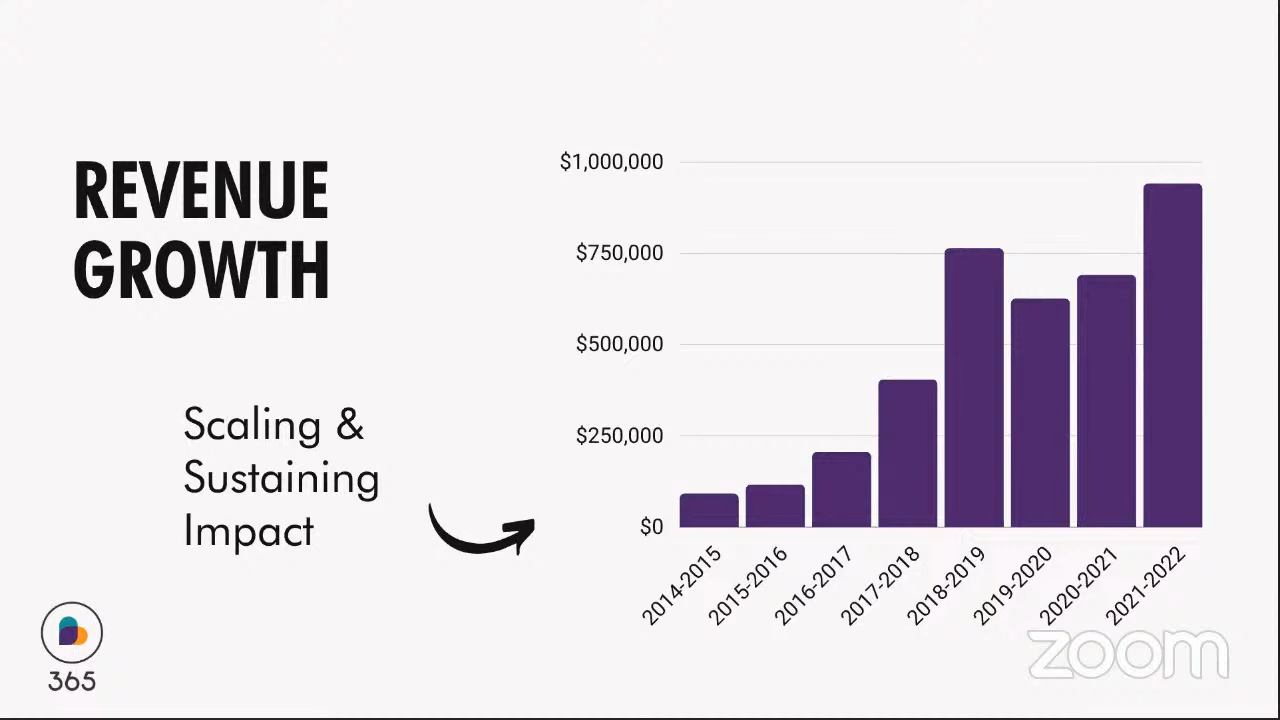 REVENUE
GROWTH
Scaling &
Sustaining
Impact
365
$1,000,000
$750,000
$500,000
$250,000
$0
2014-2015
2015-2016
2016-2017
2017-2018
2018-2019
2019-2020
2020-2021
2021-2022
zoom